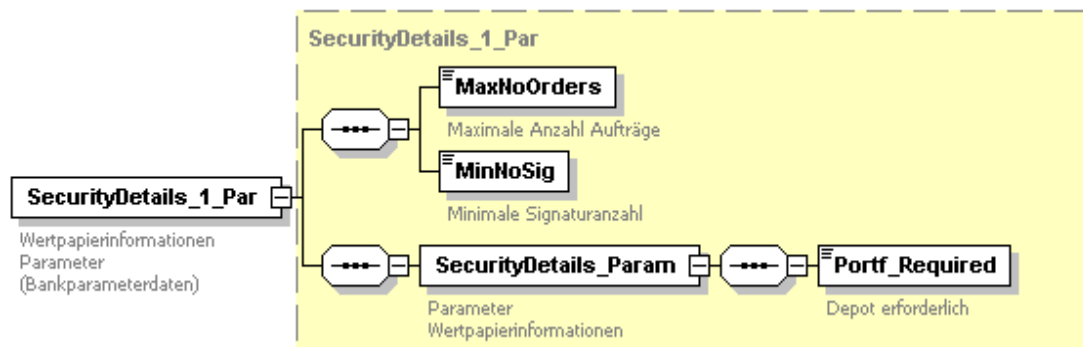 SecurityDetails_1_Par
MaxNoOrders
Maximale Anzahl Aufträge
MinNoSig
Minimale Signaturanzahl
SecurityDetails_1_Par
Wertpapierinformationen
Parameter
(Bankparameterdaten)
SecurityDetails_Param
Parameter
Wertpapierinformationen
Portf_Required
Depot erforderlich